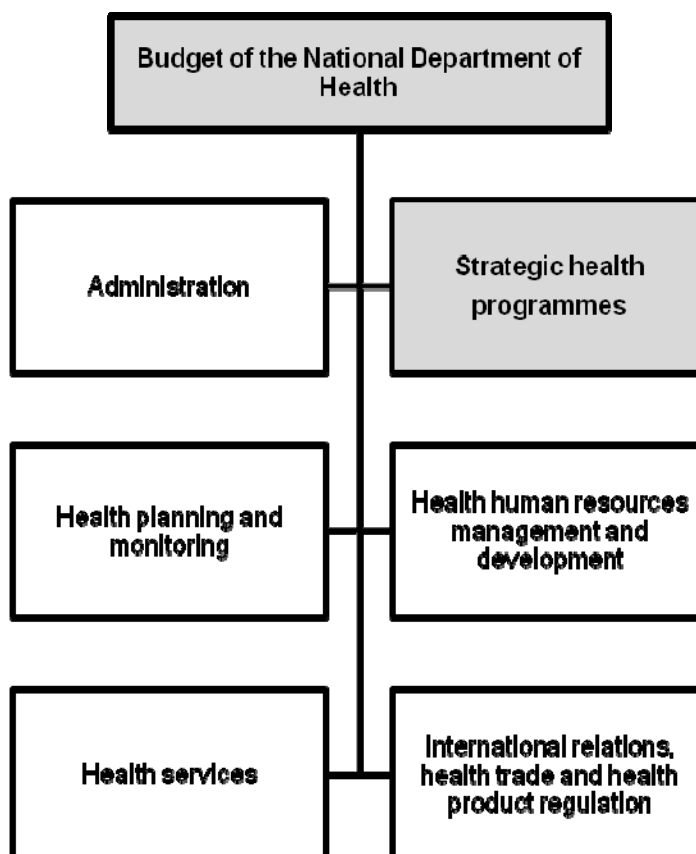 Budget of the National Department of
Health
Administration
Strategic health
programmes
Health planning and
monitoring
Health human resources
management and
development
Health services
International relations,
health trade and health
product regulation